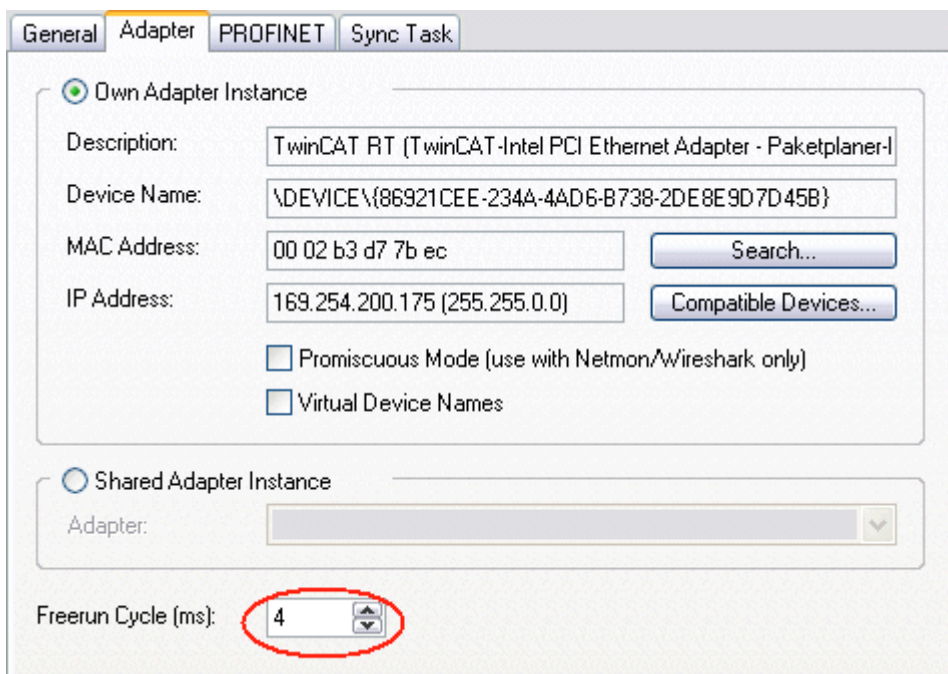 General Adapter PROFINET Sync Task
Own Adapter Instance
Description: TwinCAT RT (TwinCAT-Intel PCI Ethernet Adapter - Paketplaner-I
Device Name: \DEVICE\{86921CEE-234A-4AD6-B738-2DE8E9D7D45B}
MAC Address: 00 02 b3 d7 7b ec Search...
IP Address: 169.254.200.175 (255.255.0.0) Compatible Devices...
Promiscuous Mode (use with Netmon/Wireshark only)
Virtual Device Names
Shared Adapter Instance
Adapter:
Freerun Cycle (ms): 4